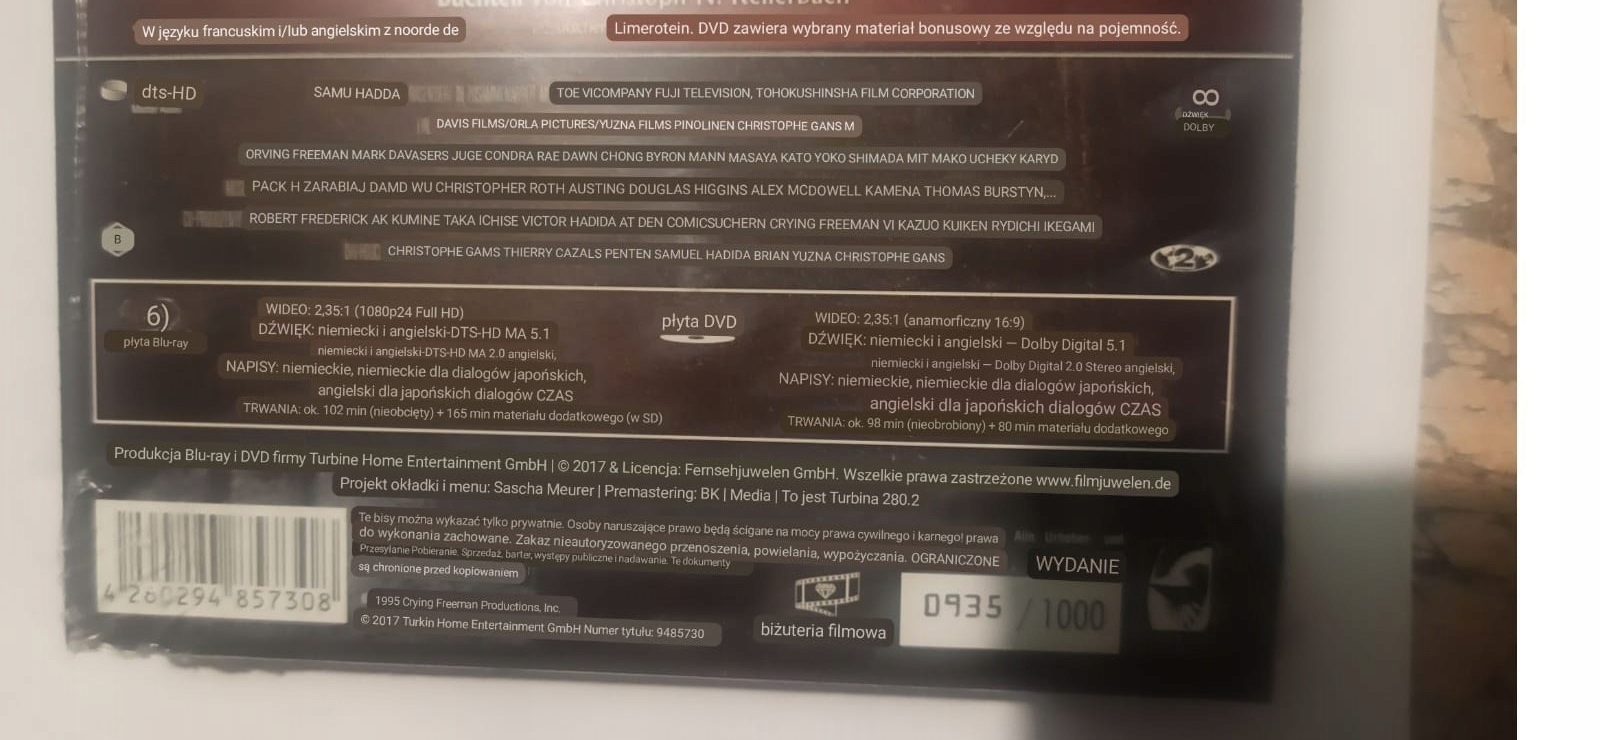 W języku francuskim i/lub angielskim z noorde de
Limerotein. DVD zawiera wybrany materiał bonusowy ze względu na pojemność.
dts-HD
SAMU HADDA
TOE VICOMPANY FUJI TELEVISION, TOHOKUSHINSHA FILM CORPORATION
8
DŹWIĘK
DOLBY
DAVIS FILMS/ORLA PICTURES/YUZNA FILMS PINOLINEN CHRISTOPHE GANS M
ORVING FREEMAN MARK DAVASERS JUGE CONDRA RAE DAWN CHONG BYRON MANN MASAYA KATO YOKO SHIMADA MIT MAKO UCHEKY KARYD
PACK H ZARABIAJ DAMD WU CHRISTOPHER ROTH AUSTING DOUGLAS HIGGINS ALEX MCDOWELL KAMENA THOMAS BURSTYN,...
ROBERT FREDERICK AK KUMINE TAKA ICHISE VICTOR HADIDA AT DEN COMICSUCHERN CRYING FREEMAN VI KAZUO KUIKEN RYDICHI IKEGAMI
B
CHRISTOPHE GAMS THIERRY CAZALS PENTEN SAMUEL HADIDA BRIAN YUZNA CHRISTOPHE GANS
2
6)
płyta Blu-ray
WIDEO: 2,35:1 (1080p24 Full HD)
DŹWIĘK: niemiecki i angielski-DTS-HD MA 5.1
niemiecki i angielski-DTS-HD MA 2.0 angielski,
NAPISY: niemieckie, niemieckie dla dialogów japońskich,
angielski dla japońskich dialogów CZAS
TRWANIA: ok. 102 min (nieobcięty) + 165 min materiału dodatkowego (w SD)
płyta DVD
WIDEO: 2,35:1 (anamorficzny 16:9)
DŹWIĘK: niemiecki i angielski — Dolby Digital 5.1
niemiecki i angielski — Dolby Digital 2.0 Stereo angielski,
NAPISY: niemieckie, niemieckie dla dialogów japońskich,
angielski dla japońskich dialogów CZAS
TRWANIA: ok. 98 min (nieobrobiony) + 80 min materiału dodatkowego
Produkcja Blu-ray i DVD firmy Turbine Home Entertainment GmbH | © 2017 & Licencja: Fernsehjuwelen GmbH. Wszelkie prawa zastrzeżone www.filmjuwelen.de
Projekt okładki i menu: Sascha Meurer | Premastering: BK | Media | To jest Turbina 280.2
Te bisy można wykazać tylko prywatnie. Osoby naruszające prawo będą ścigane na mocy prawa cywilnego i karnego! prawa
do wykonania zachowane. Zakaz nieautoryzowanego przenoszenia, powielania, wypożyczania. OGRANICZONE
Przesyłanie Pobieranie. Sprzedaż, barter, występy publiczne i nadawanie. Te dokumenty
są chronione przed kopiowaniem
WYDANIE
1995 Crying Freeman Productions, Inc.
© 2017 Turkin Home Entertainment GmbH Numer tytułu: 9485730
4 260294 857308
biżuteria filmowa
0935 / 1000